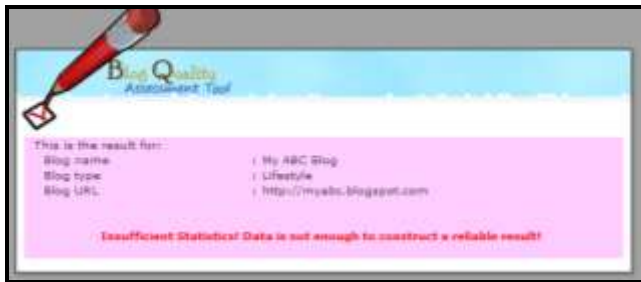 Blog Quality
Assessment Tool
This is the result for:
Blog name : My ABC Blog
Blog type : Lifestyle
Blog URL : http://myabc.blogspot.com
Insufficient Statistics! Data is not enough to construct a reliable result!